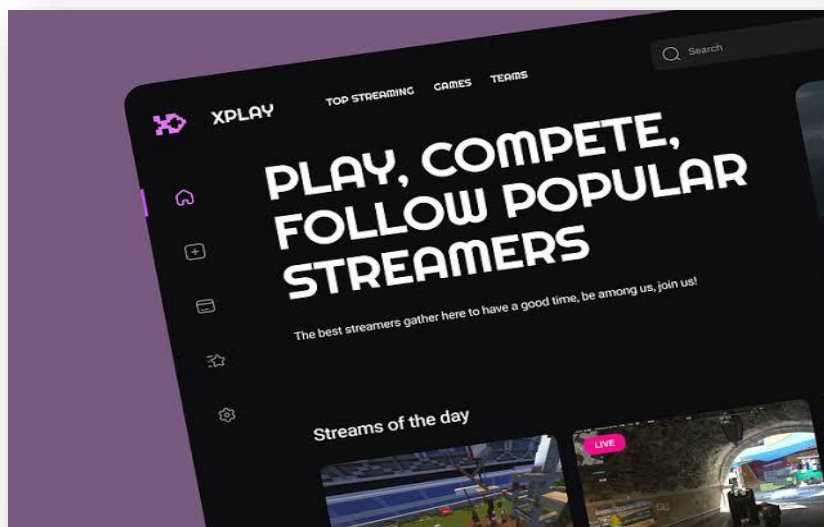 XPLAY
TOP STREAMING GAMES TEAMS
Search
PLAY, COMPETE,
FOLLOW POPULAR
STREAMERS
The best streamers gather here to have a good time, be among us, join us!
Streams of the day
LIVE